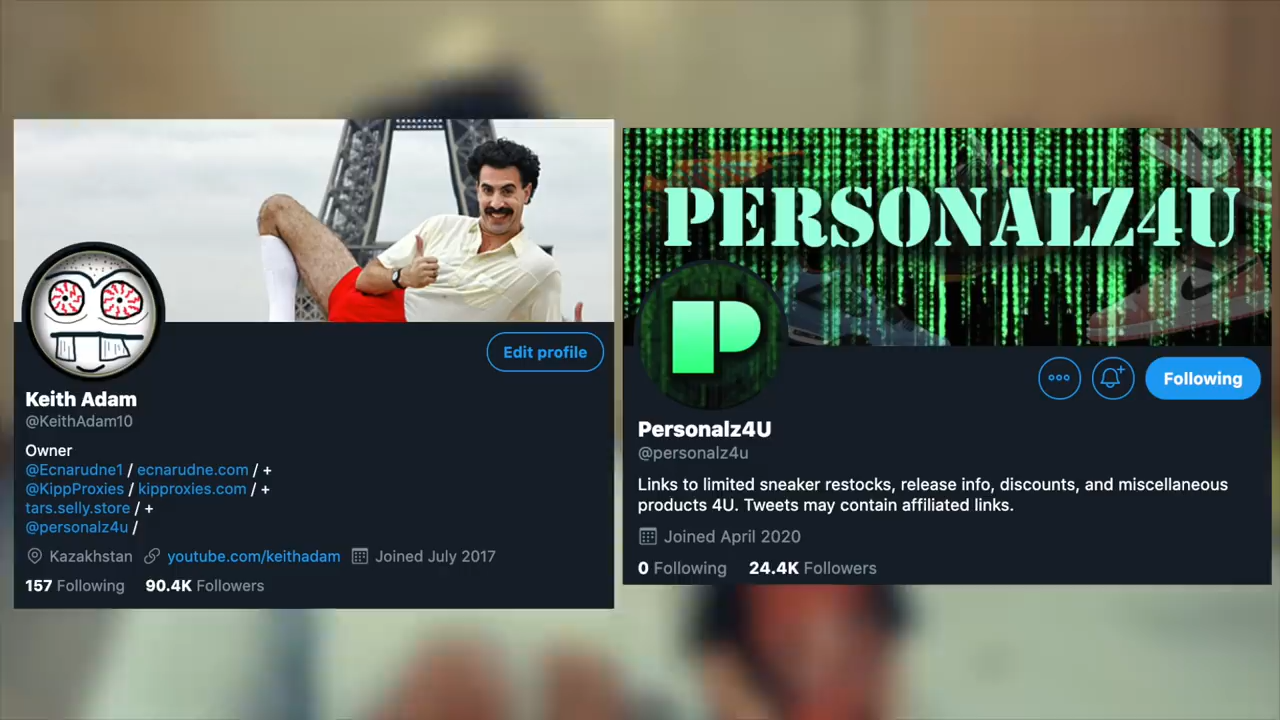 Edit profile
Keith Adam
@KeithAdam10
Owner
@Ecnarudne1 / ecnarudne.com / +
@KippProxies / kipproxies.com / +
tars.selly.store / +
@personalz4u /
Kazakhstan youtube.com/keithadam Joined July 2017
157 Following 90.4K Followers
PERSONALZ4U
P
Following
Personalz4U
@personalz4u
Links to limited sneaker restocks, release info, discounts, and miscellaneous
products 4U. Tweets may contain affiliated links.
Joined April 2020
0 Following 24.4K Followers